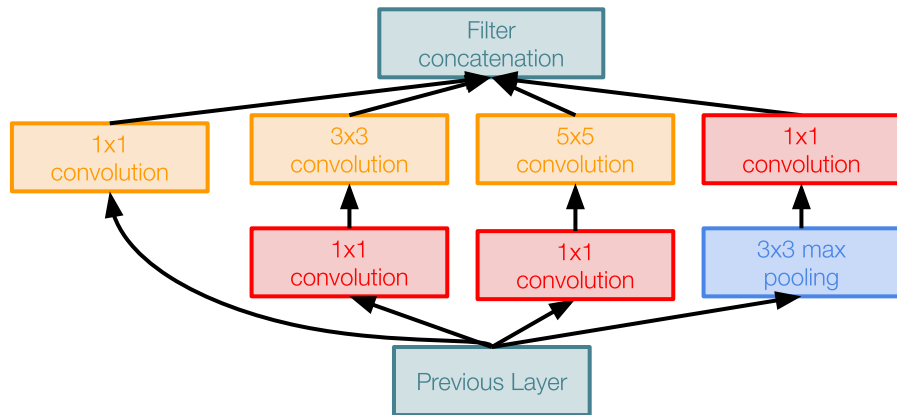 Filter
concatenation
1x1
convolution
3x3
convolution
5x5
convolution
1x1
convolution
1x1
convolution
1x1
convolution
3x3 max
pooling
Previous Layer